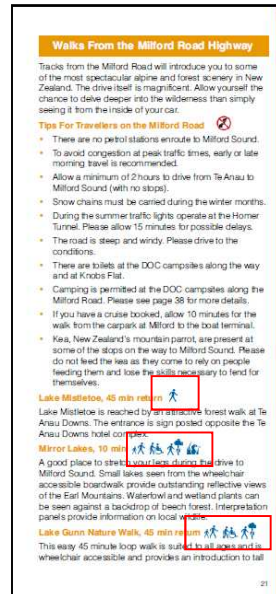 Walks From the Milford Road Highway
Tracks from the Milford Road will introduce you to some
of the most spectacular alpine and forest scenery in New
Zealand. The drive itself is magnificent. Allow yourself the
chance to delve deeper into the wilderness than simply
seeing it from the inside of your car.
Tips For Travellers on the Milford Road
• There are no petrol stations enroute to Milford Sound.
• To avoid congestion at peak traffic times, early or late
morning travel is recommended.
• Allow a minimum of 2 hours to drive from Te Anau to
Milford Sound (with no stops).
• Snow chains must be carried during the winter months.
• During the summer traffic lights operate at the Homer
Tunnel. Please allow 15 minutes for possible delays.
• The road is steep and windy. Please drive to the
conditions.
• There are toilets at the DOC campsites along the way
and at Knobs Flat.
• Camping is permitted at the DOC campsites along the
Milford Road. Please see page 38 for more details.
• If you have a cruise booked, allow 10 minutes for the
walk from the carpark at Milford to the boat terminal.
• Kea, New Zealand's mountain parrot, are present at
some of the stops on the way to Milford Sound. Please
do not feed the kea as they come to rely on people
feeding them and lose the skills necessary to fend for
themselves.
Lake Mistletoe, 45 min return
Lake Mistletoe is reached by an attractive forest walk at Te
Anau Downs. The entrance is sign posted opposite the Te
Anau Downs hotel complex.
Mirror Lakes, 10 min
A good place to stretch your legs during the drive to
Milford Sound. Small lakes seen from the wheelchair
accessible boardwalk provide outstanding reflective views
of the Earl Mountains. Waterfowl and wetland plants can
be seen against a backdrop of beech forest. Interpretation
panels provide information on local wildlife.
Lake Gunn Nature Walk, 45 min return
This easy 45 minute loop walk is suited to all ages and is
wheelchair accessible and provides an introduction to tall
21